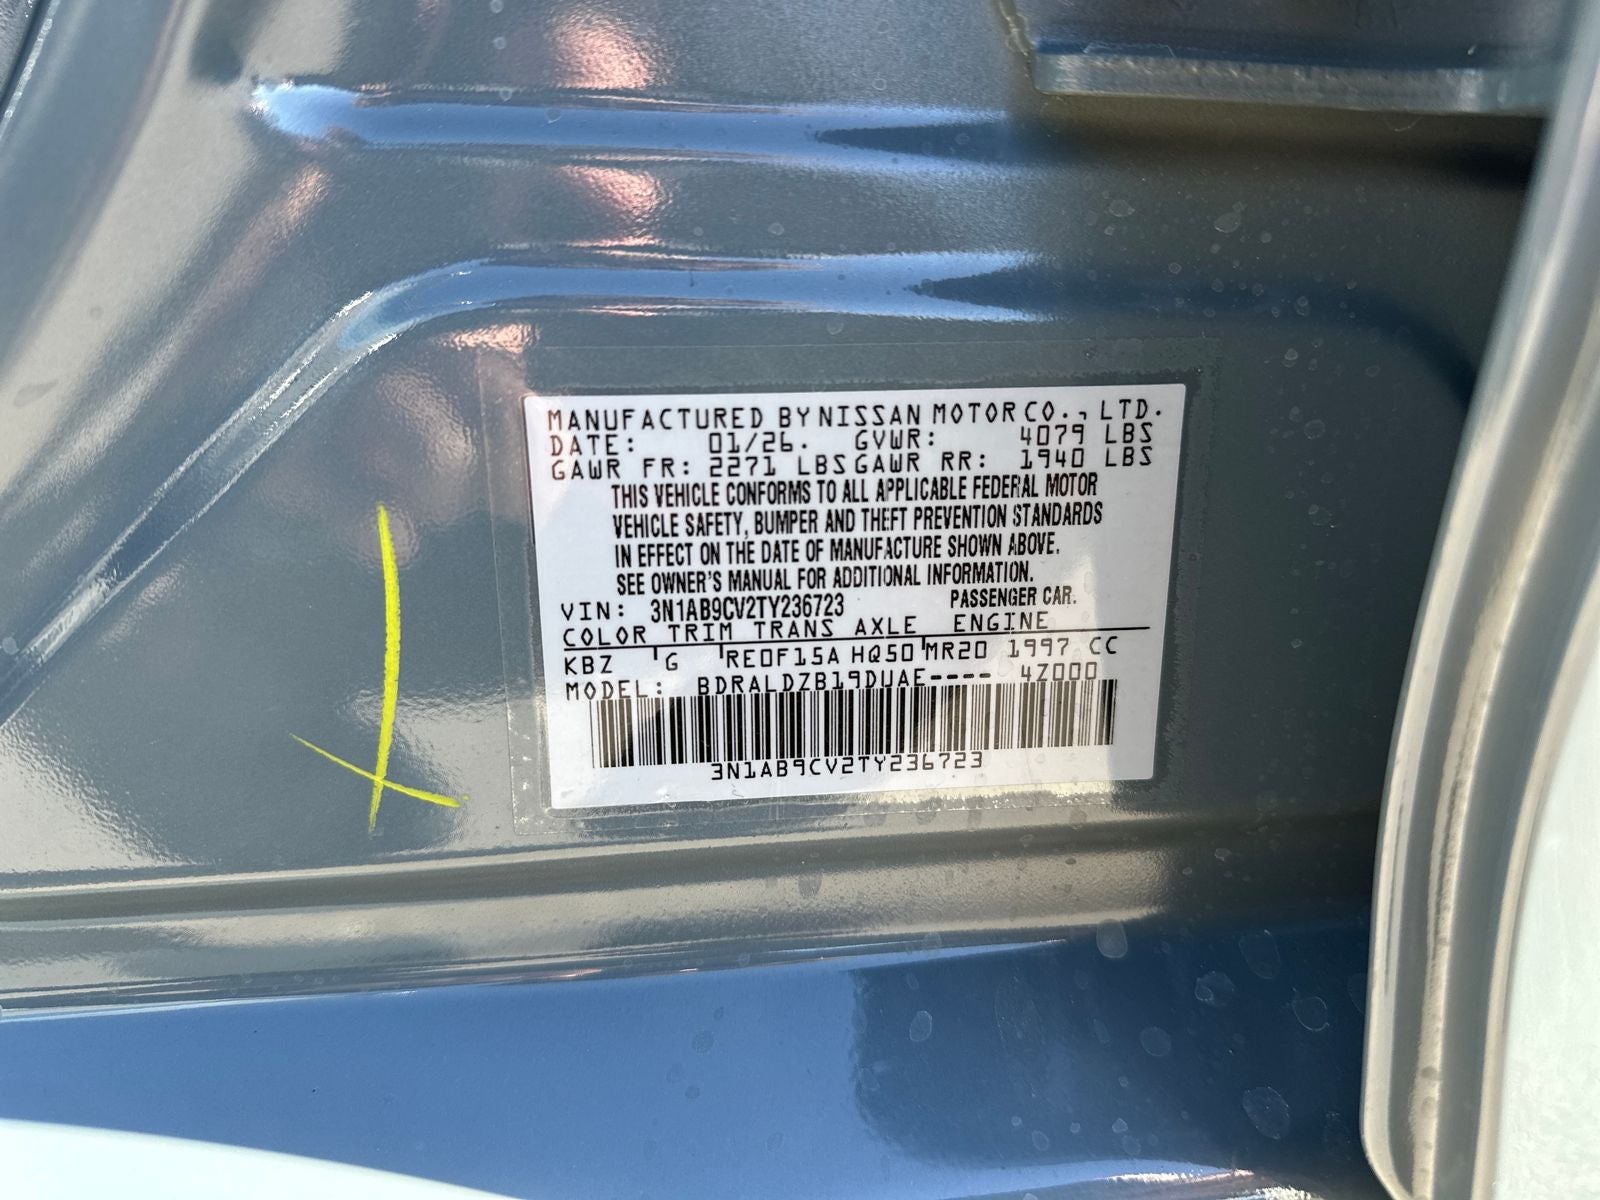 MANUFACTURED BY NISSAN MOTOR CO., LTD.
DATE: 01/26. GVWR: 4079 LBS
GAWR FR: 2271 LBS GAWR RR: 1940 LBS
THIS VEHICLE CONFORMS TO ALL APPLICABLE FEDERAL MOTOR
VEHICLE SAFETY, BUMPER AND THEFT PREVENTION STANDARDS
IN EFFECT ON THE DATE OF MANUFACTURE SHOWN ABOVE.
SEE OWNER'S MANUAL FOR ADDITIONAL INFORMATION.
VIN: 3N1AB9CV2TY236723 PASSENGER CAR.
COLOR TRIM TRANS AXLE ENGINE
KBZ G RE0F15A HQ50 MR20 1997 CC
MODEL: BDRALDZB19DUAE---- 4Z000
3N1AB9CV2TY236723